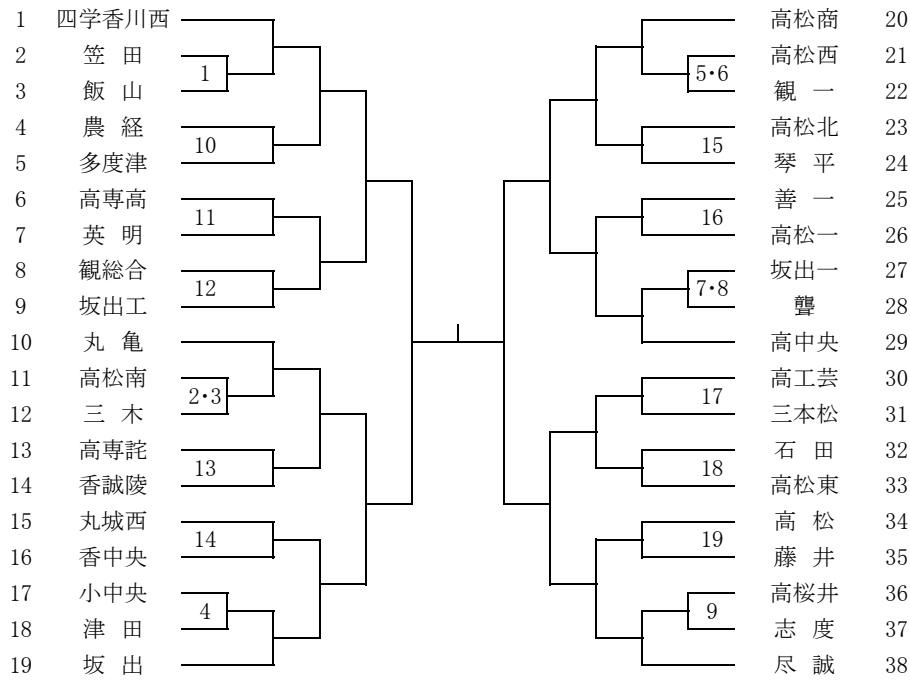 1 四学香川西
2 笠 田
1
3 飯 山
4 農 経
10
5 多度津
6 高専高
11
7 英 明
8 観総合
12
9 坂出工
10 丸 亀
11 高松南
2・3
12 三 木
13 高専詫
13
14 香誠陵
15 丸城西
14
16 香中央
17 小中央
4
18 津 田
19 坂 出
高松商 20
高松西 21
5・6
観 一 22
高松北 23
15
琴 平 24
善 一 25
16
高松一 26
坂出一 27
7・8
聾 28
高中央 29
高工芸 30
17
三本松 31
石 田 32
18
高松東 33
高 松 34
19
藤 井 35
高桜井 36
9
志 度 37
尽 誠 38